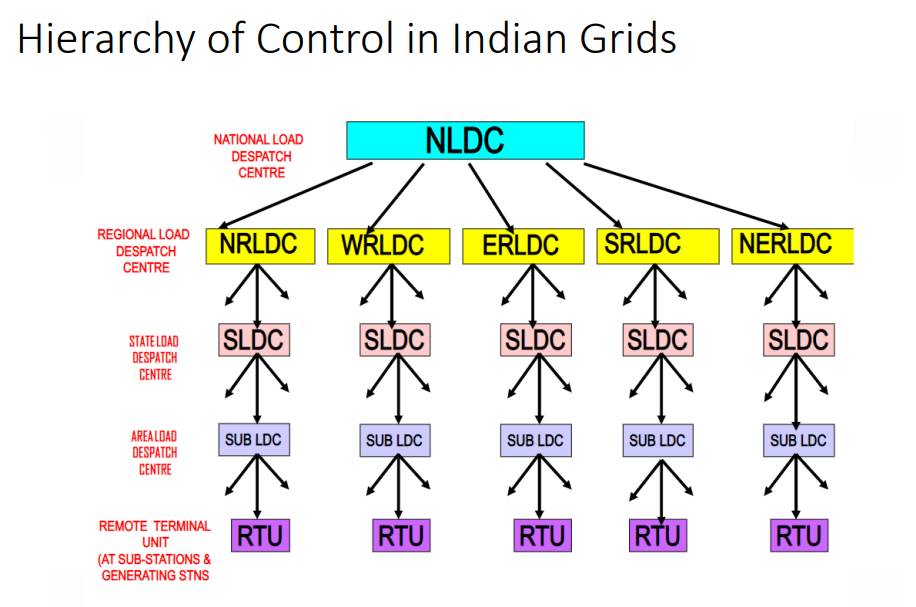 Hierarchy of Control in Indian Grids
NATIONAL LOAD
DESPATCH
CENTRE
NLDC
REGIONAL LOAD
DESPATCH
CENTRE
NRLDC
WRLDC
ERLDC
SRLDC
NERLDC
STATE LOAD
DESPATCH
CENTRE
SLDC
SLDC
SLDC
SLDC
SLDC
AREA LOAD
DESPATCH
CENTRE
SUB LDC
SUB LDC
SUB LDC
SUB LDC
SUB LDC
REMOTE TERMINAL
UNIT
(AT SUB-STATIONS &
GENERATING STNS
RTU
RTU
RTU
RTU
RTU